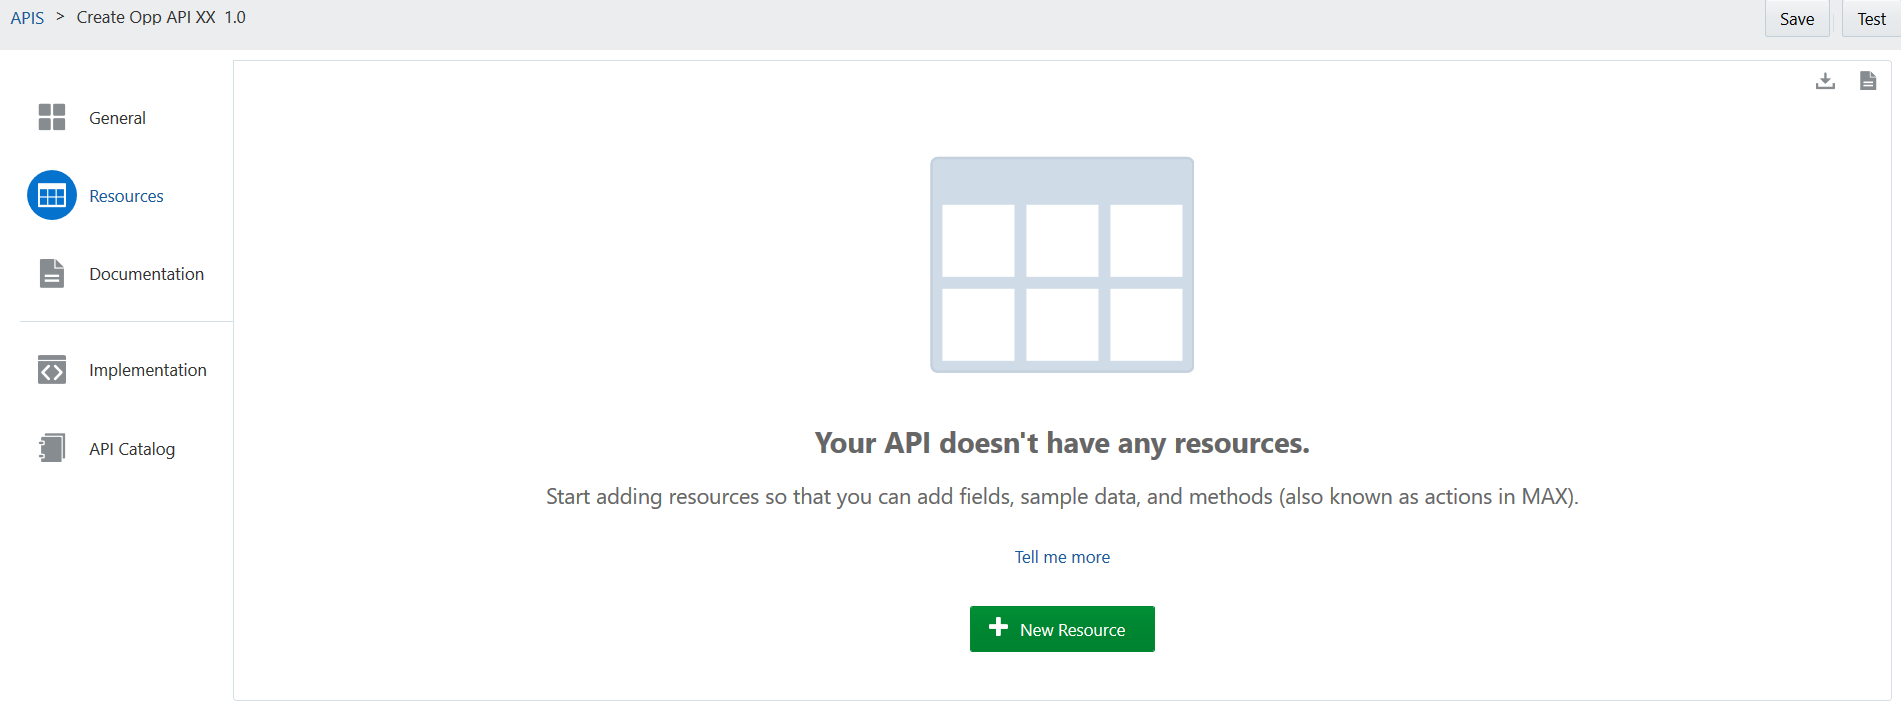 APIS > Create Opp API XX 1.0
Save
Test
General
Resources
Documentation
Implementation
API Catalog
Your API doesn't have any resources.
Start adding resources so that you can add fields, sample data, and methods (also known as actions in MAX).
Tell me more
New Resource